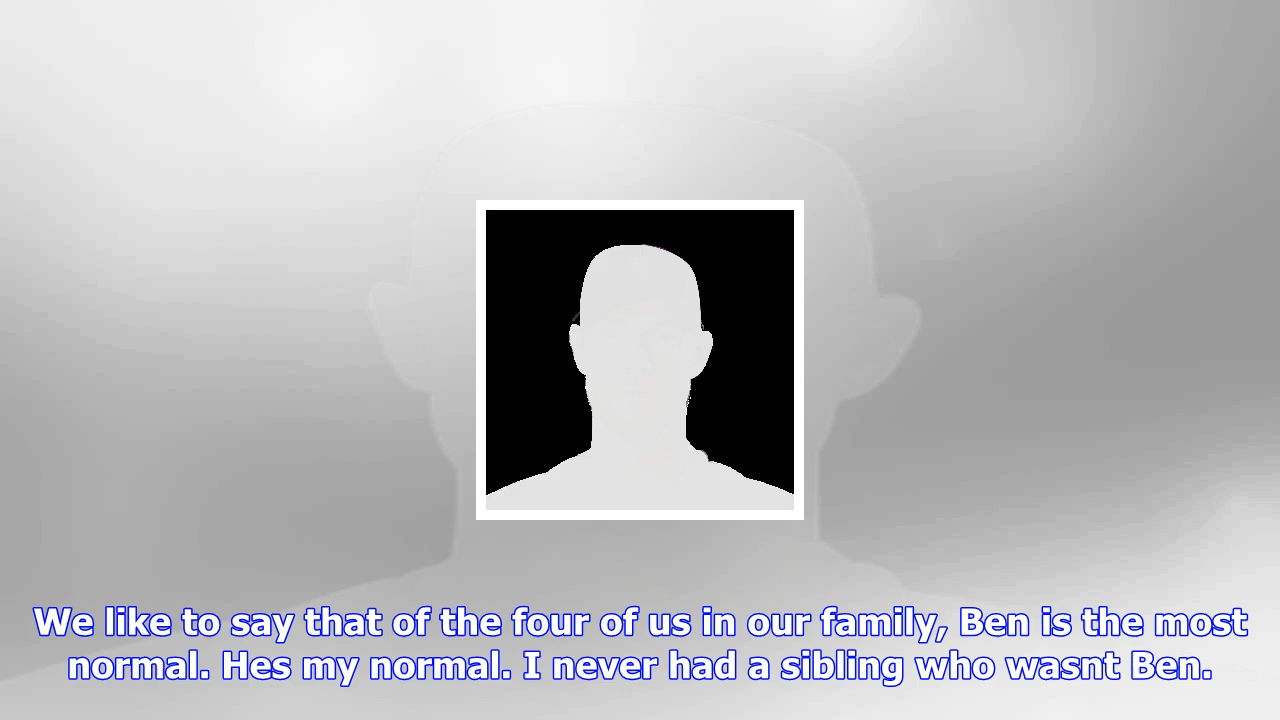 We like to say that of the four of us in our family, Ben is the most
normal. Hes my normal. I never had a sibling who wasnt Ben.